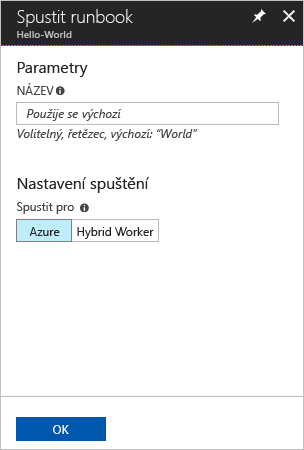 Spustit runbook
Hello-World
Parametry
NÁZEV
Použije se výchozí
Volitelný, řetězec, výchozí: "World"
Nastavení spuštění
Spustit pro
Azure Hybrid Worker
OK